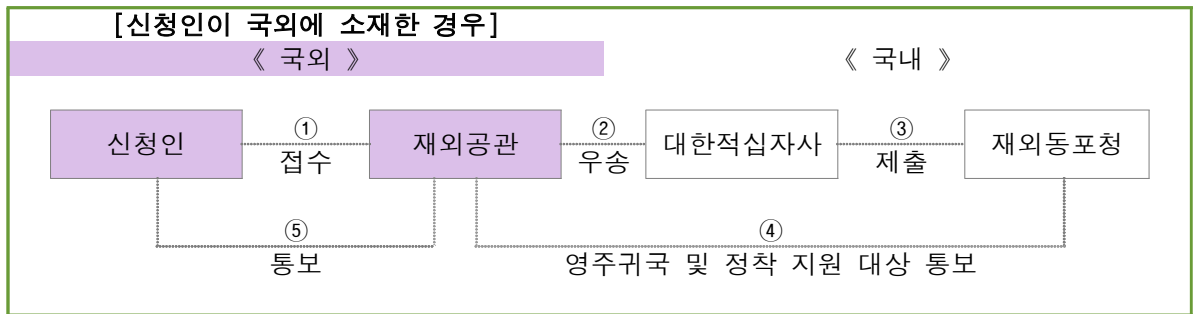 [신청인이 국외에 소재한 경우]
《 국외 》 《 국내 》
신청인 ① 접수 재외공관 ② 우송 대한적십자사 ③ 제출 재외동포청
⑤ ④
통보 영주귀국 및 정착 지원 대상 통보